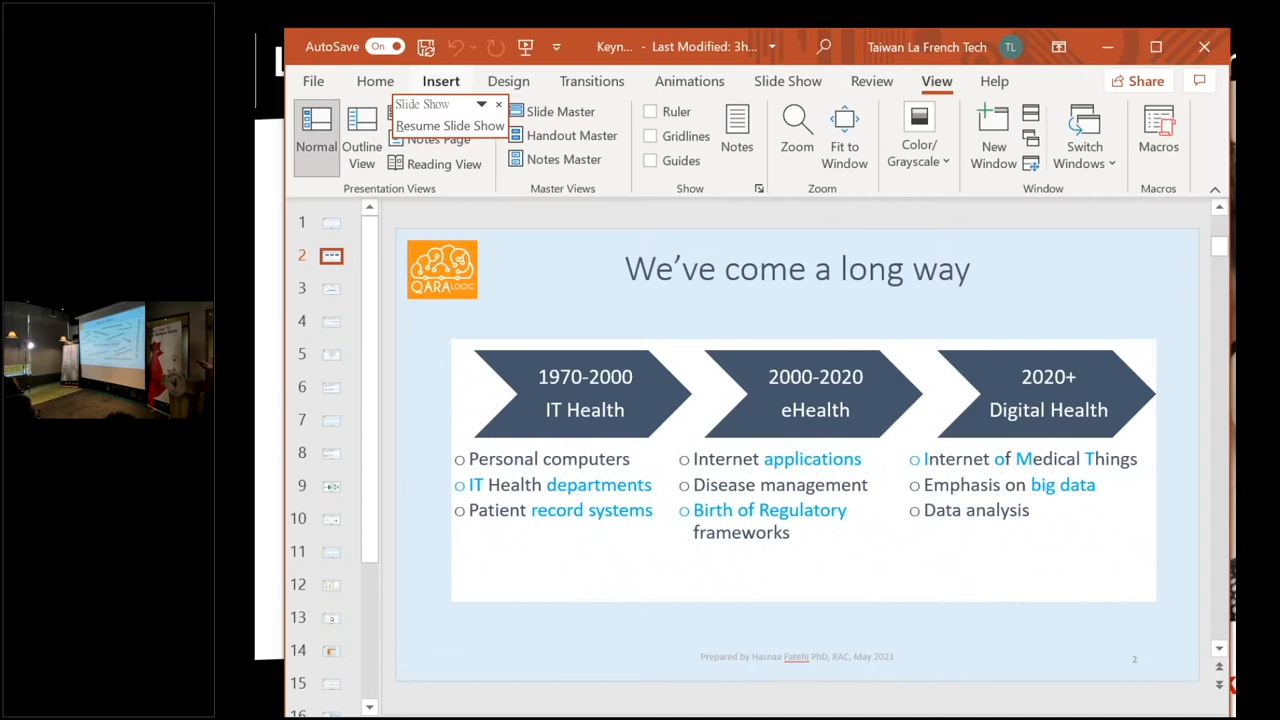 AutoSave On Keyn... - Last Modified: 3h... Taiwan La French Tech TL
File Home Insert Design Transitions Animations Slide Show Review View Help Share
Slide Show
Resume Slide Show
Normal
Outline View
Notes Page
Reading View
Presentation Views
Slide Master
Handout Master
Notes Master
Master Views
Ruler
Gridlines
Guides
Show
Notes
Zoom
Fit to Window
Zoom
Color/ Grayscale
New Window
Switch Windows
Window
Macros
Macros
1
2
3
4
5
6
7
8
9
10
11
12
13
14
15
16
QARALOGIC
We've come a long way
1970-2000
IT Health
2000-2020
eHealth
2020+
Digital Health
o Personal computers
o IT Health departments
o Patient record systems
o Internet applications
o Disease management
o Birth of Regulatory
frameworks
o Internet of Medical Things
o Emphasis on big data
o Data analysis
Prepared by Hasnaa Fatehi PhD, RAC, May 2021
2